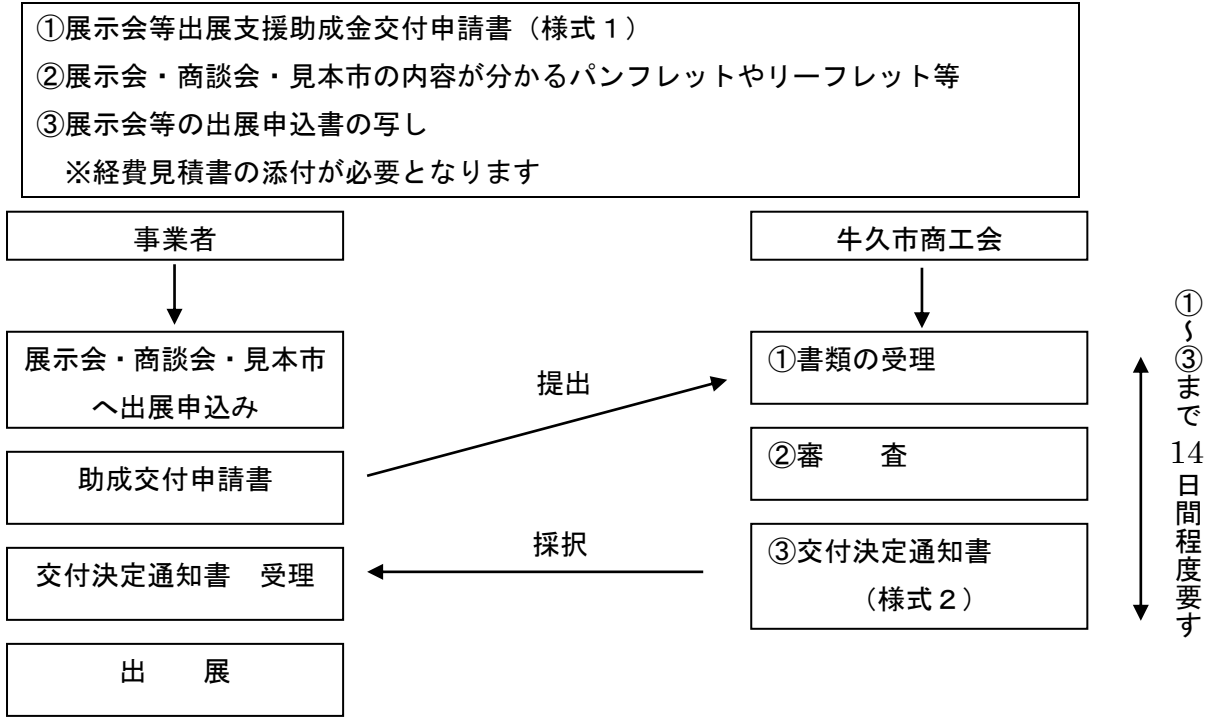 ①展示会等出展支援助成金交付申請書（様式１）
②展示会・商談会・見本市の内容が分かるパンフレットやリーフレット等
③展示会等の出展申込書の写し
※経費見積書の添付が必要となります
事業者
牛久市商工会
展示会・商談会・見本市
へ出展申込み
提出
①書類の受理
助成交付申請書
②審　　査
交付決定通知書　受理
採択
③交付決定通知書
（様式２）
出　　展
①～③まで14日間程度要す